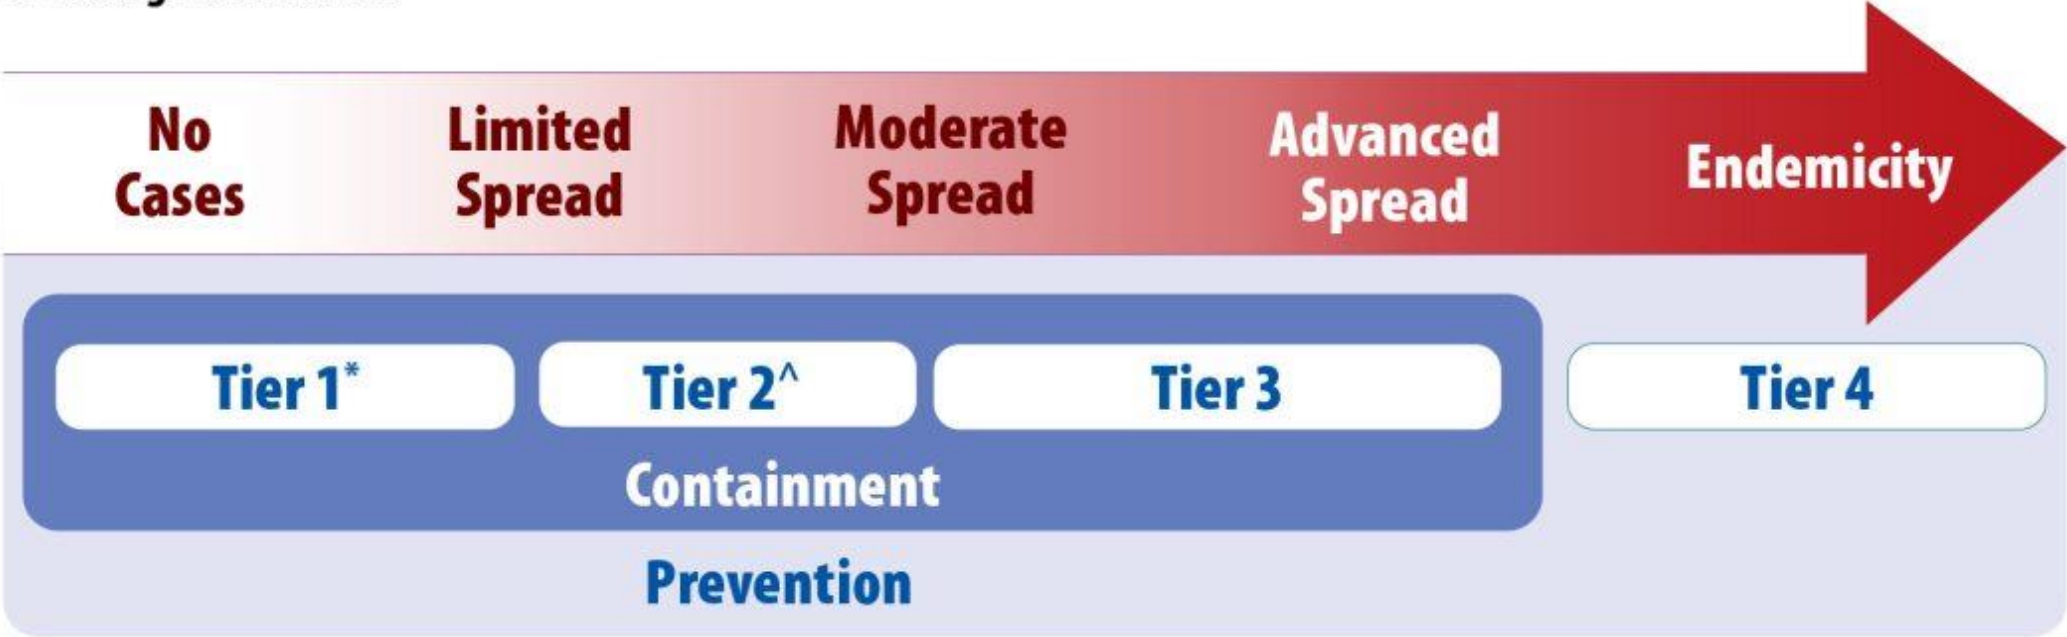 No
Cases
Limited
Spread
Moderate
Spread
Advanced
Spread
Endemicity
Tier 1*
Tier 2^
Tier 3
Tier 4
Containment
Prevention